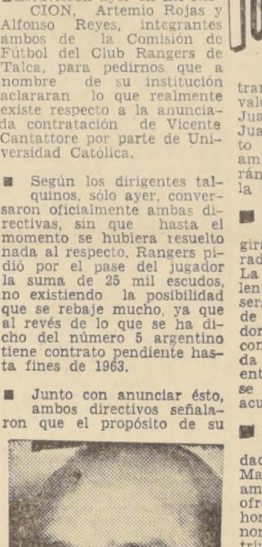 CION, Artemio Rojas y
Alfonso Reyes, integrantes
ambos de la Comisión de
Fútbol del Club Rangers de
Talca, para pedirnos que a
nombre de su institución
aclararan lo que realmente
existe respecto a la anuncia-
da contratación de Vicente
Cantattore por parte de Uni-
versidad Católica.
■ Según los dirigentes tal-
quinos, sólo ayer, conver-
saron oficialmente ambas di-
rectivas, sin que hasta el
momento se hubiera resuelto
nada al respecto. Rangers pi-
dió por el pase del jugador
la suma de 25 mil escudos,
no existiendo la posibilidad
que se rebaje mucho, ya que
al revés de lo que se ha di-
cho del número 5 argentino
tiene contrato pendiente has-
ta fines de 1963.
■ Junto con anunciar ésto,
ambos directivos señala-
ron que el propósito de su
tran
valo
Jua
Jua
to
amb
rán
la
■
gira
rad
La
len
ser
de
dor
con
da
ent
se
acu
■
dad
Ma
am
ofre
hor
nor